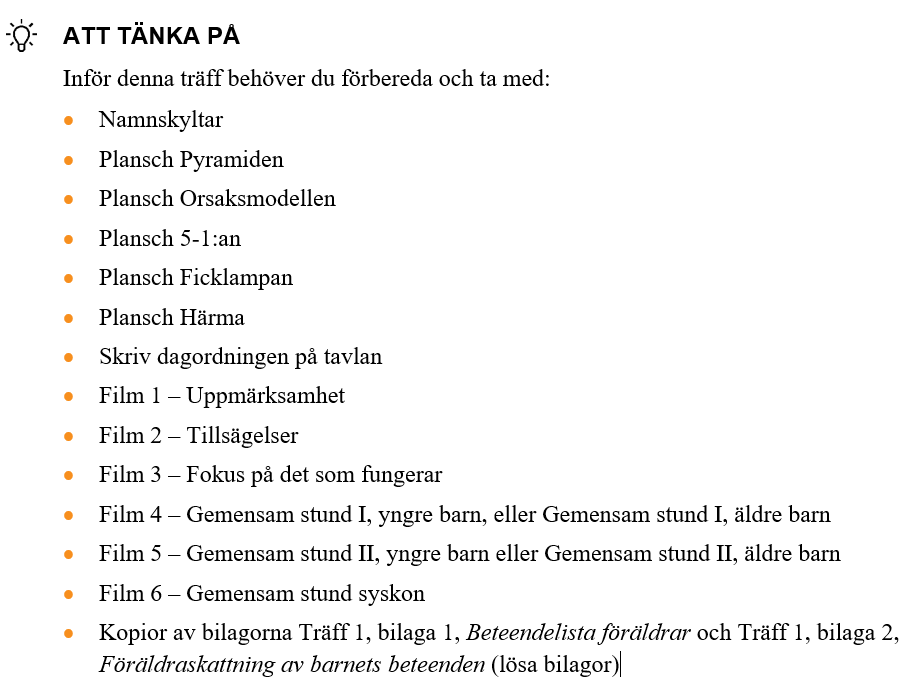 ATT TÄNKA PÅ
Inför denna träff behöver du förbereda och ta med:
• Namnskyltar
• Plansch Pyramiden
• Plansch Orsaksmodellen
• Plansch 5-1:an
• Plansch Ficklampan
• Plansch Härma
• Skriv dagordningen på tavlan
• Film 1 – Uppmärksamhet
• Film 2 – Tillsägelser
• Film 3 – Fokus på det som fungerar
• Film 4 – Gemensam stund I, yngre barn, eller Gemensam stund I, äldre barn
• Film 5 – Gemensam stund II, yngre barn eller Gemensam stund II, äldre barn
• Film 6 – Gemensam stund syskon
• Kopior av bilagorna Träff 1, bilaga 1, Beteendelista föräldrar och Träff 1, bilaga 2,
Föräldraskattning av barnets beteenden (lösa bilagor)